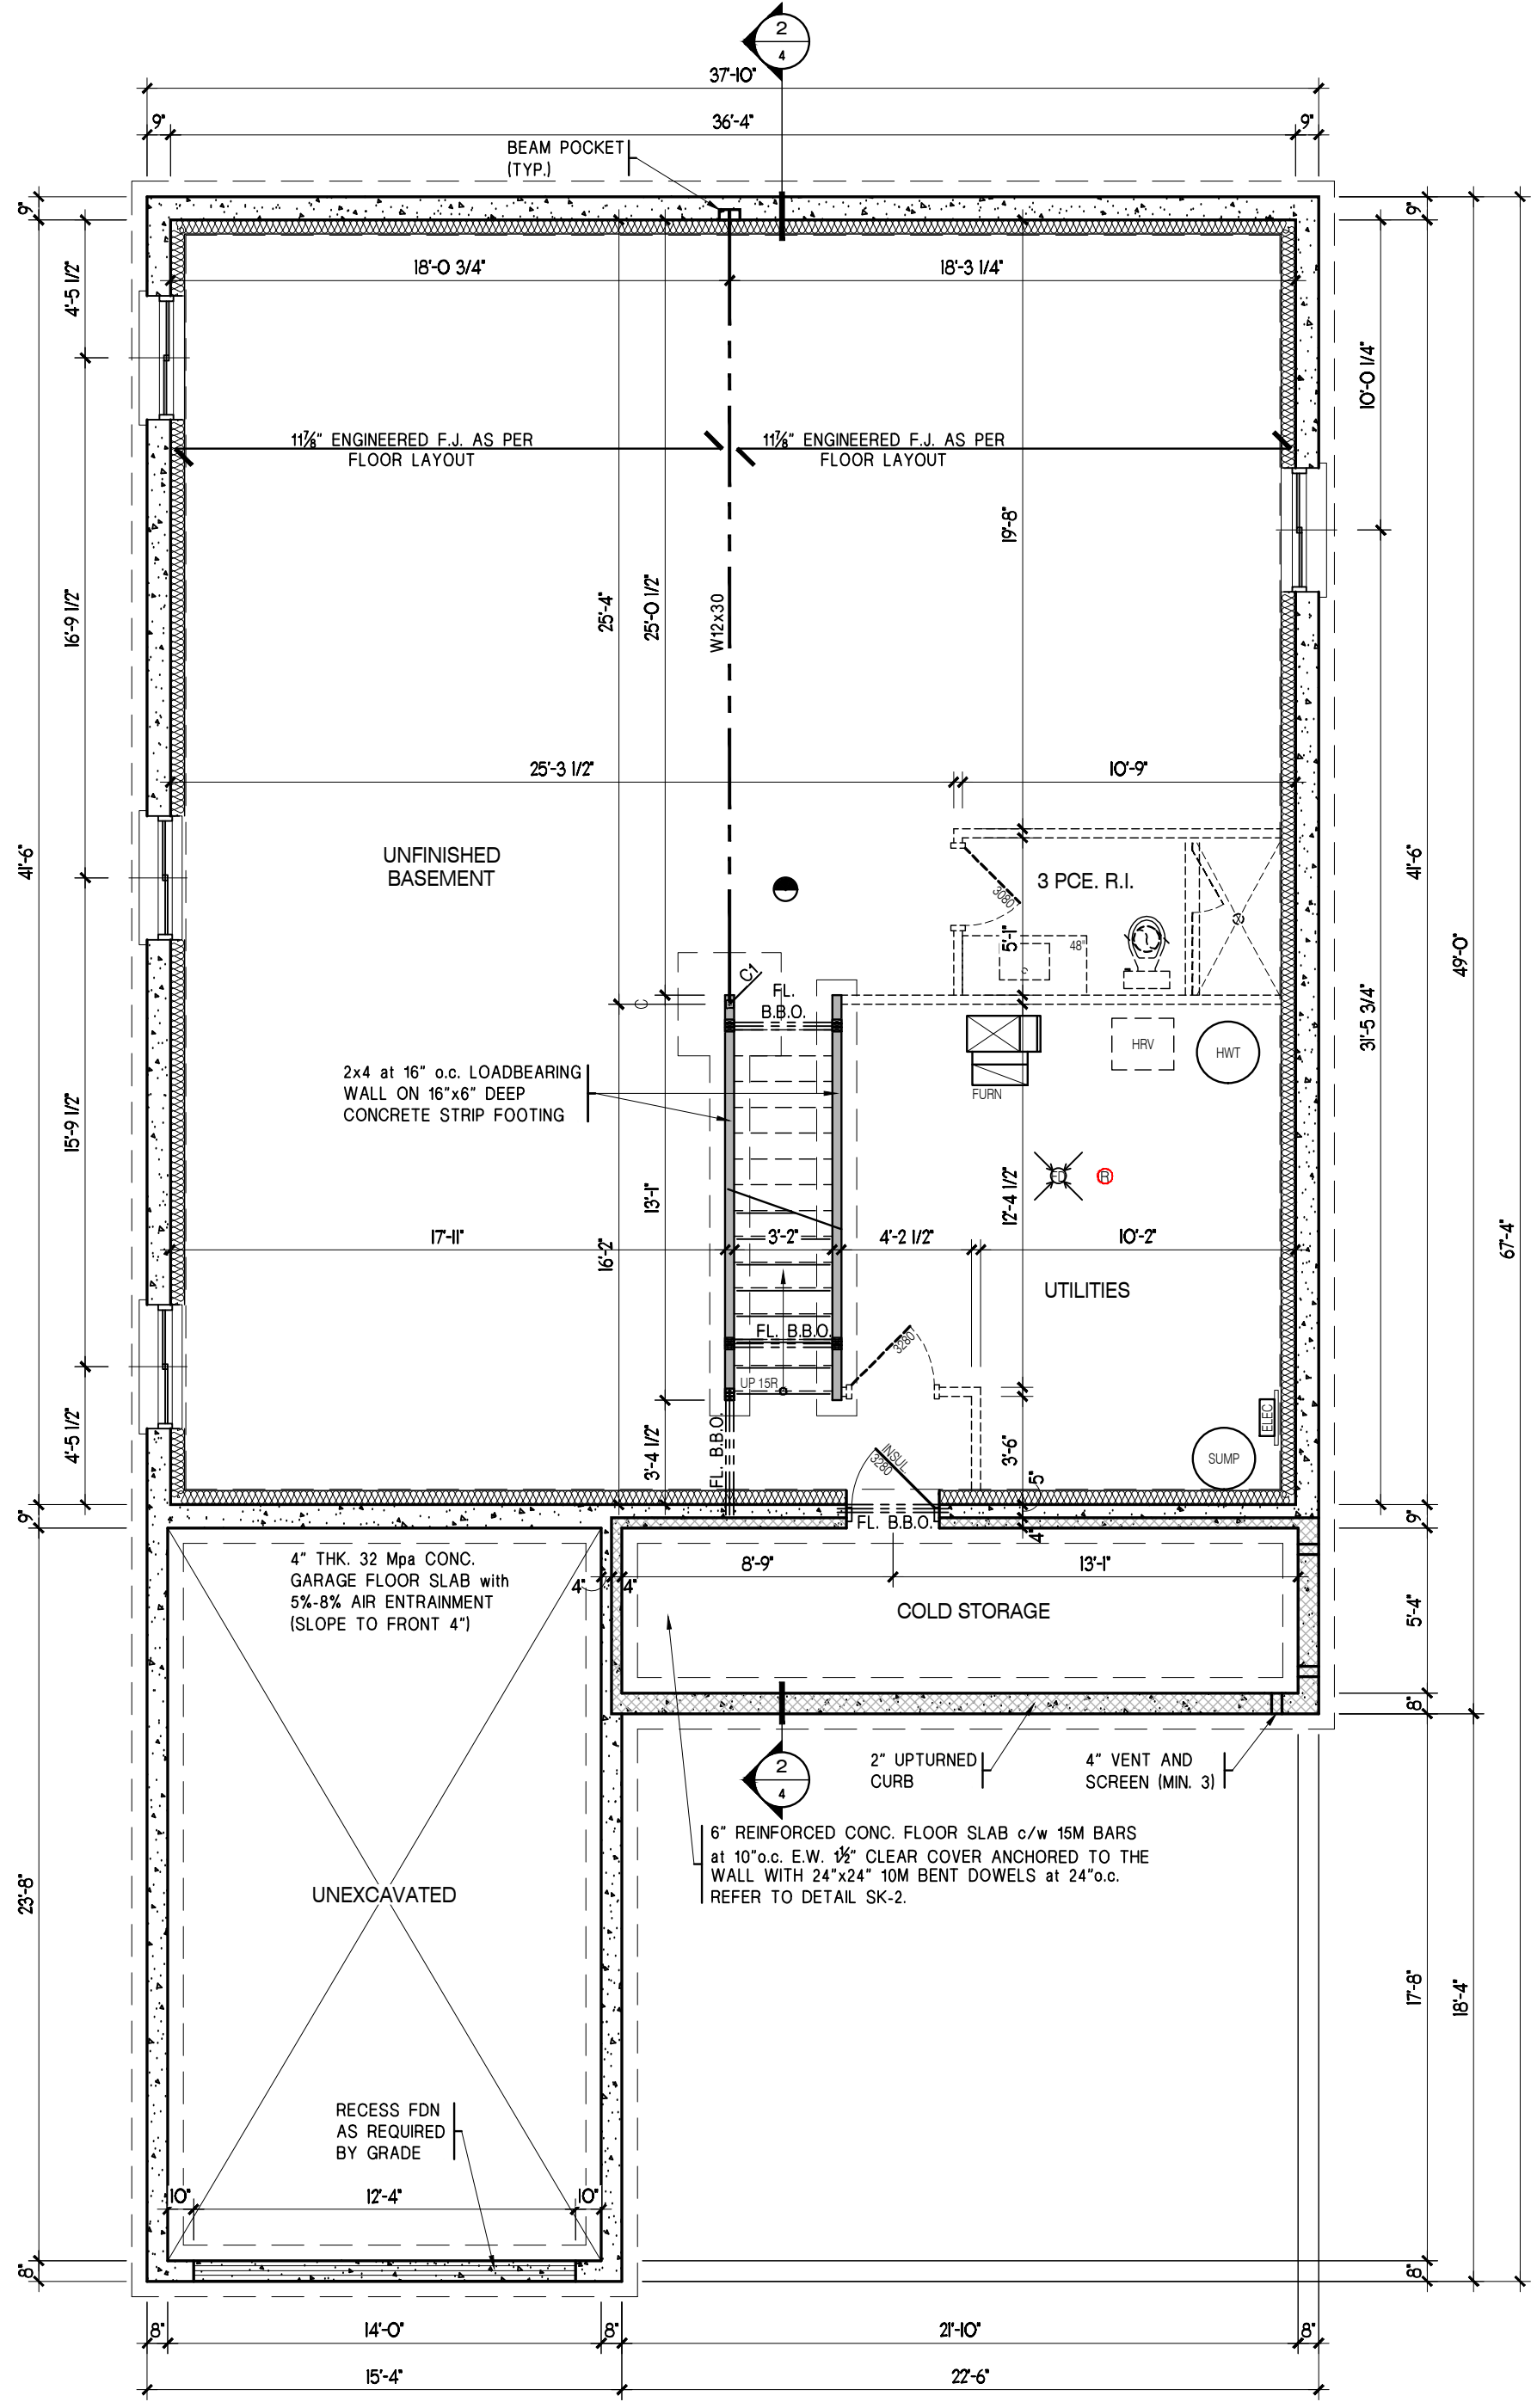 2
4
37'-10"
9"
36'-4"
9"
BEAM POCKET
(TYP.)
9"
9"
18'-0 3/4"
18'-3 1/4"
4'-5 1/2"
10'-0 1/4"
11⅞" ENGINEERED F.J. AS PER
FLOOR LAYOUT
11⅞" ENGINEERED F.J. AS PER
FLOOR LAYOUT
19'-8"
16'-9 1/2"
25'-4"
25'-0 1/2"
W12x30
25'-3 1/2"
10'-9"
41'-6"
UNFINISHED
BASEMENT
3 PCE. R.I.
3080
41'-6"
49'-0"
5'-1"
48"
C1
FL.
B.B.O.
31'-5 3/4"
HRV
HWT
2x4 at 16" o.c. LOADBEARING
WALL ON 16"x6" DEEP
CONCRETE STRIP FOOTING
FURN
15'-9 1/2"
FD
R
13'-1"
12'-4 1/2"
17'-11"
3'-2"
4'-2 1/2"
10'-2"
67'-4"
16'-2"
UTILITIES
FL. B.B.O.
3280
UP 15R
4'-5 1/2"
3'-4 1/2"
FL. B.B.O.
INSUL
3280
3'-6"
5"
ELEC
SUMP
9"
FL. B.B.O.
4"
9"
4" THK. 32 Mpa CONC.
GARAGE FLOOR SLAB with
5%-8% AIR ENTRAINMENT
(SLOPE TO FRONT 4")
8'-9"
13'-1"
4"
4"
COLD STORAGE
5'-4"
8"
2
4
2" UPTURNED
CURB
4" VENT AND
SCREEN (MIN. 3)
6" REINFORCED CONC. FLOOR SLAB c/w 15M BARS
at 10"o.c. E.W. 1½" CLEAR COVER ANCHORED TO THE
WALL WITH 24"x24" 10M BENT DOWELS at 24"o.c.
REFER TO DETAIL SK-2.
23'-8"
UNEXCAVATED
17'-8"
18'-4"
RECESS FDN
AS REQUIRED
BY GRADE
10"
12'-4"
10"
8"
8"
8"
14'-0"
8"
21'-10"
8"
15'-4"
22'-6"